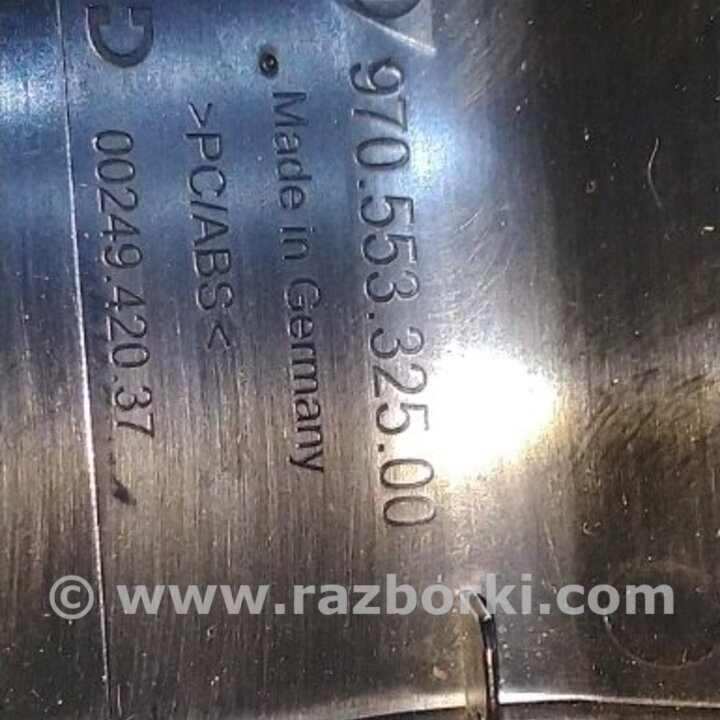 970.553.325.00
Made in Germany
>PC/ABS<
00249.420.37
© www.razborki.com